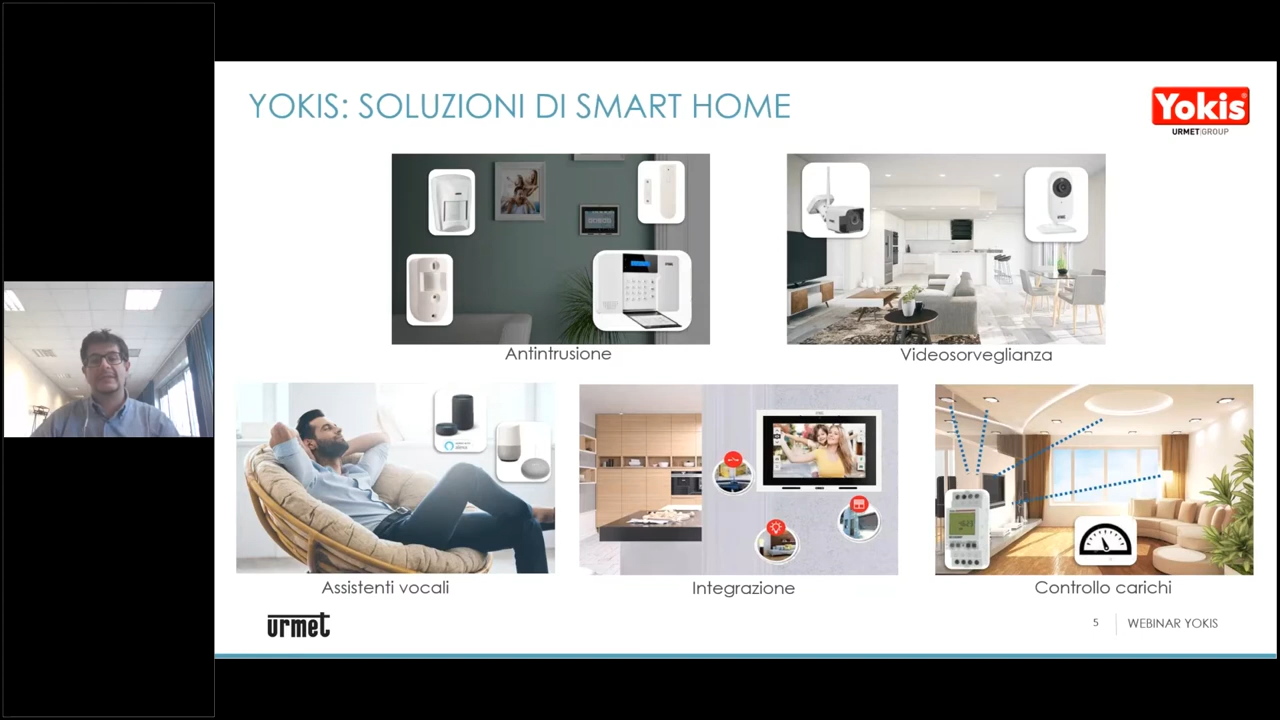 YOKIS: SOLUZIONI DI SMART HOME
Yokis
URMET GROUP
Antintrusione
Videosorveglianza
Assistenti vocali
Integrazione
Controllo carichi
urmet
5
WEBINAR YOKIS